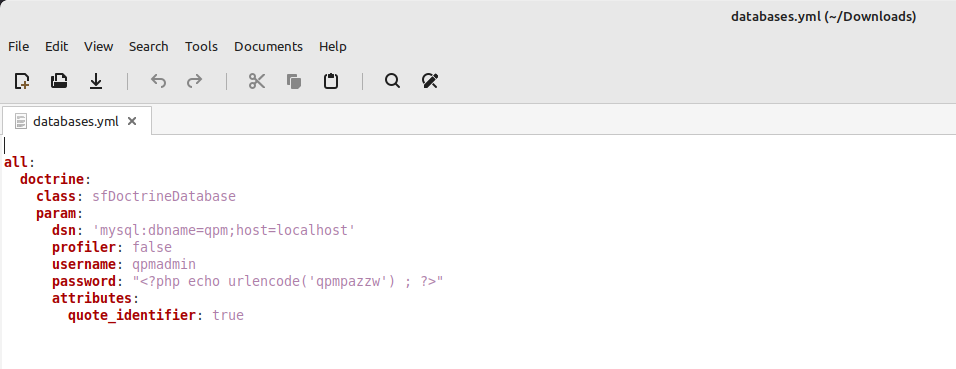 databases.yml (~/Downloads)
File Edit View Search Tools Documents Help
databases.yml ×
all:
  doctrine:
    class: sfDoctrineDatabase
    param:
      dsn: 'mysql:dbname=qpm;host=localhost'
      profiler: false
      username: qpmadmin
      password: "<?php echo urlencode('qpmpazzw') ; ?>"
      attributes:
        quote_identifier: true